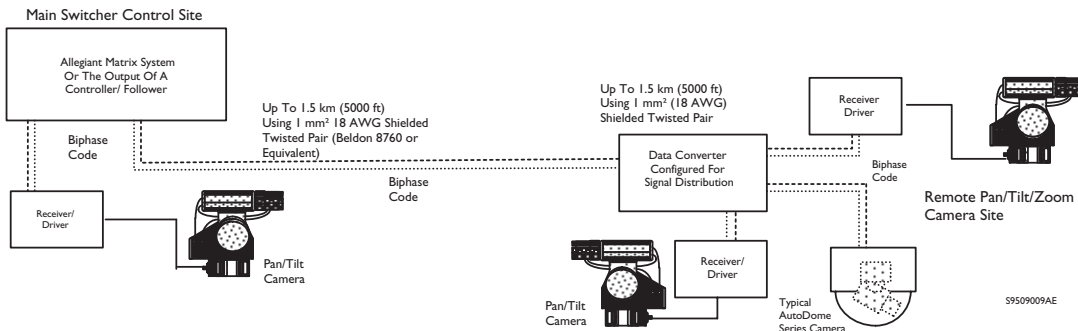 Main Switcher Control Site
Allegiant Matrix System
Or The Output Of A
Controller/ Follower
Biphase
Code
Up To 1.5 km (5000 ft)
Using 1 mm² 18 AWG Shielded
Twisted Pair (Beldon 8760 or
Equivalent)
Biphase
Code
Receiver/
Driver
Pan/Tilt
Camera
Up To 1.5 km (5000 ft)
Using 1 mm² (18 AWG)
Shielded Twisted Pair
Data Converter
Configured For
Signal Distribution
Receiver
Driver
Biphase
Code
Remote Pan/Tilt/Zoom
Camera Site
Receiver/
Driver
Pan/Tilt
Camera
Typical
AutoDome
Series Camera
S9509009AE